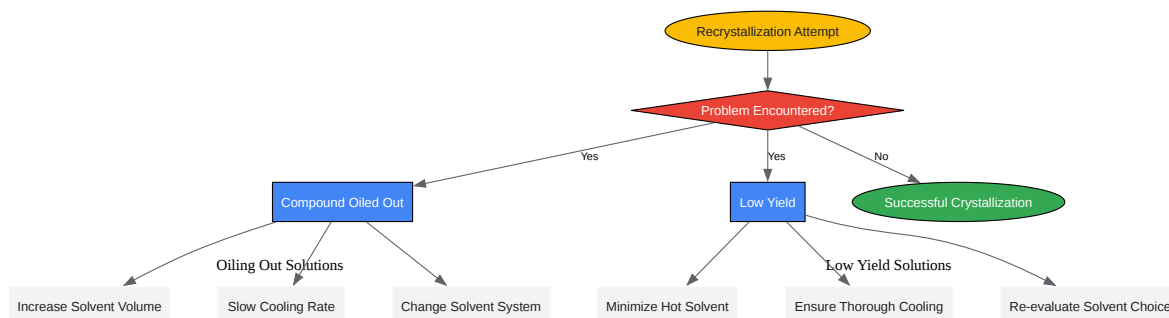 Recrystallization Attempt
Problem Encountered?
Yes
Yes
No
Compound Oiled Out
Low Yield
Successful Crystallization
Oiling Out Solutions
Low Yield Solutions
Increase Solvent Volume
Slow Cooling Rate
Change Solvent System
Minimize Hot Solvent
Ensure Thorough Cooling
Re-evaluate Solvent Choice